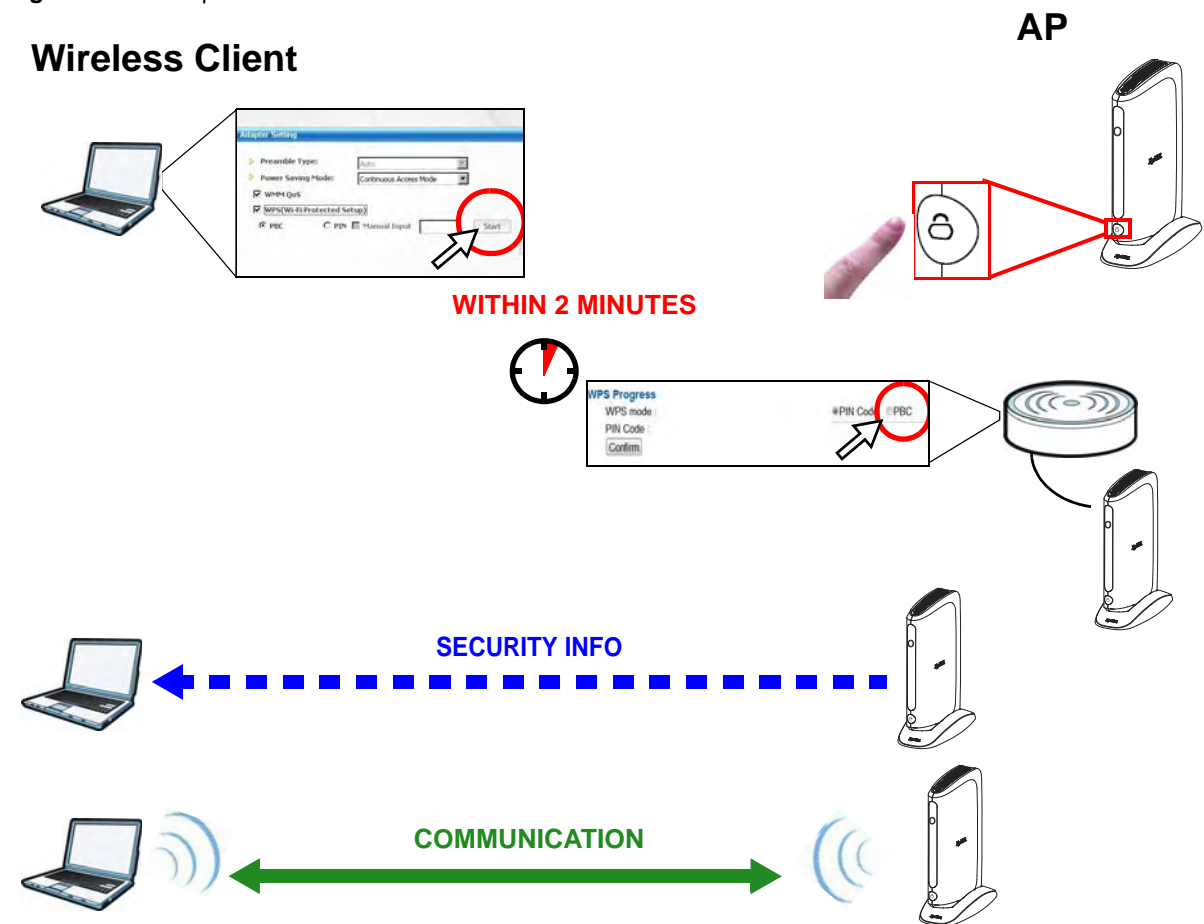 AP
Wireless Client
Adapter Setting
Preamble Type: Auto
Power Saving Mode: Continuous Access Mode
WMM QoS
WPS(Wi-Fi Protected Setup)
PBC PIN Manual Input Start
WITHIN 2 MINUTES
WPS Progress
WPS mode : PIN Code PBC
PIN Code :
Confirm
SECURITY INFO
COMMUNICATION